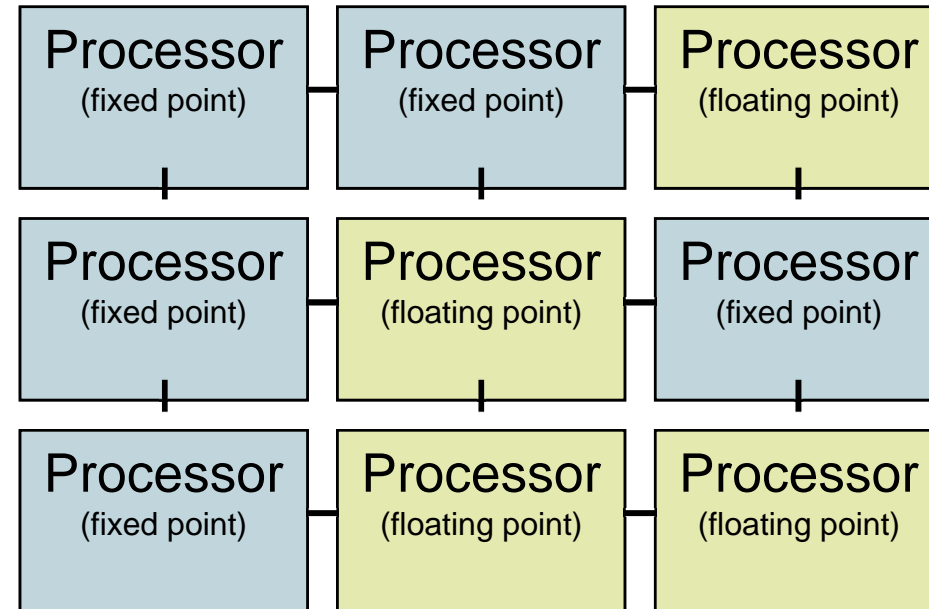 Processor Processor Processor
(fixed point) (fixed point) (floating point)
Processor Processor Processor
(fixed point) (floating point) (fixed point)
Processor Processor Processor
(fixed point) (floating point) (floating point)